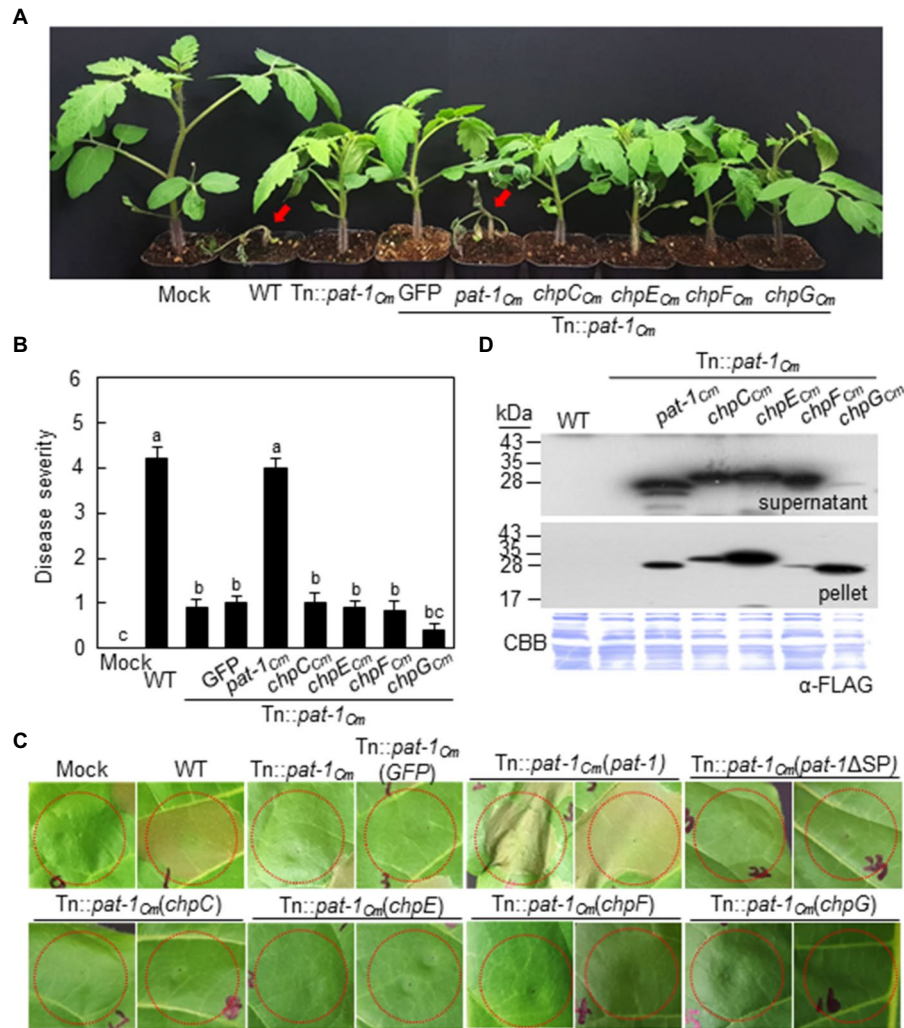 A
Mock WT Tn::pat-1Cm GFP pat-1Cm chpCCm chpECm chpFCm chpGCm
Tn::pat-1Cm
B
Disease severity
6
5
4
3
2
1
0
c a b b a b b b bc
Mock WT GFP pat-1Cm chpCCm chpECm chpFCm chpGCm
Tn::pat-1Cm
D
Tn::pat-1Cm
kDa WT pat-1Cm chpCCm chpECm chpFCm chpGCm
43
35
28
supernatant
43
35
28
17
pellet
CBB
α-FLAG
C
Mock WT Tn::pat-1Cm Tn::pat-1Cm(GFP) Tn::pat-1Cm(pat-1) Tn::pat-1Cm(pat-1ΔSP)
Tn::pat-1Cm(chpC) Tn::pat-1Cm(chpE) Tn::pat-1Cm(chpF) Tn::pat-1Cm(chpG)